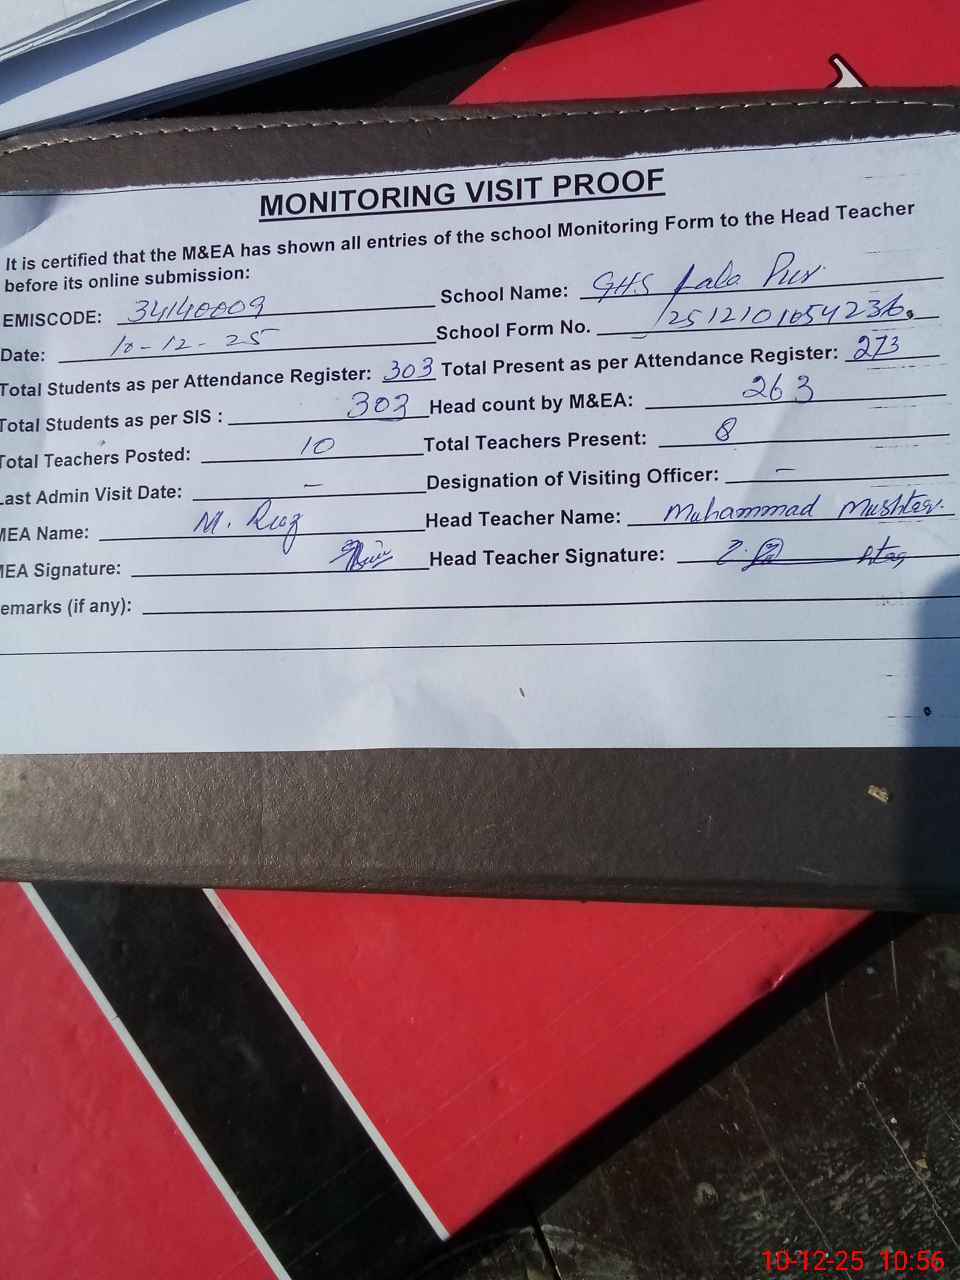 MONITORING VISIT PROOF
It is certified that the M&EA has shown all entries of the school Monitoring Form to the Head Teacher
before its online submission:
EMISCODE: 34140009 School Name: GHS Lala Pur
Date: 10-12-25 School Form No.
Total Students as per Attendance Register: 303 Total Present as per Attendance Register: 273
Total Students as per SIS : 303 Head count by M&EA: 263
Total Teachers Posted: 10 Total Teachers Present: 8
Last Admin Visit Date: — Designation of Visiting Officer: —
MEA Name: M. Head Teacher Name: Muhammad Mushtaq.
MEA Signature: Head Teacher Signature:
emarks (if any):
10-12-25 10:56